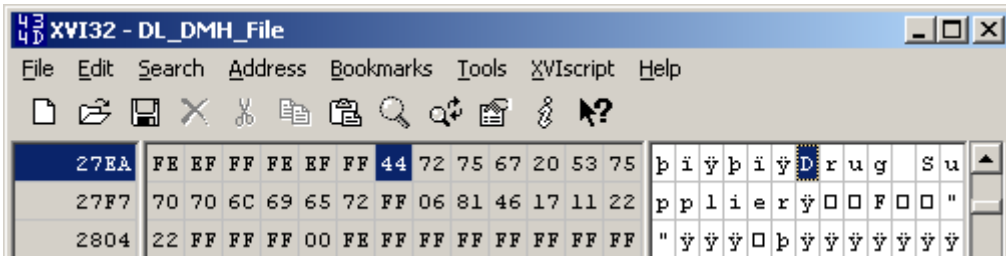 XVI32 - DL_DMH_File
File Edit Search Address Bookmarks Tools XVIscript Help
27EA FE EF FF FE EF FF 44 72 75 67 20 53 75 þ ï ÿ þ ï ÿ D r u g S u
27F7 70 70 6C 69 65 72 FF 06 81 46 17 11 22 p p l i e r ÿ □ □ F □ □ "
2804 22 FF FF FF 00 FE FF FF FF FF FF FF FF " ÿ ÿ ÿ □ þ ÿ ÿ ÿ ÿ ÿ ÿ ÿ